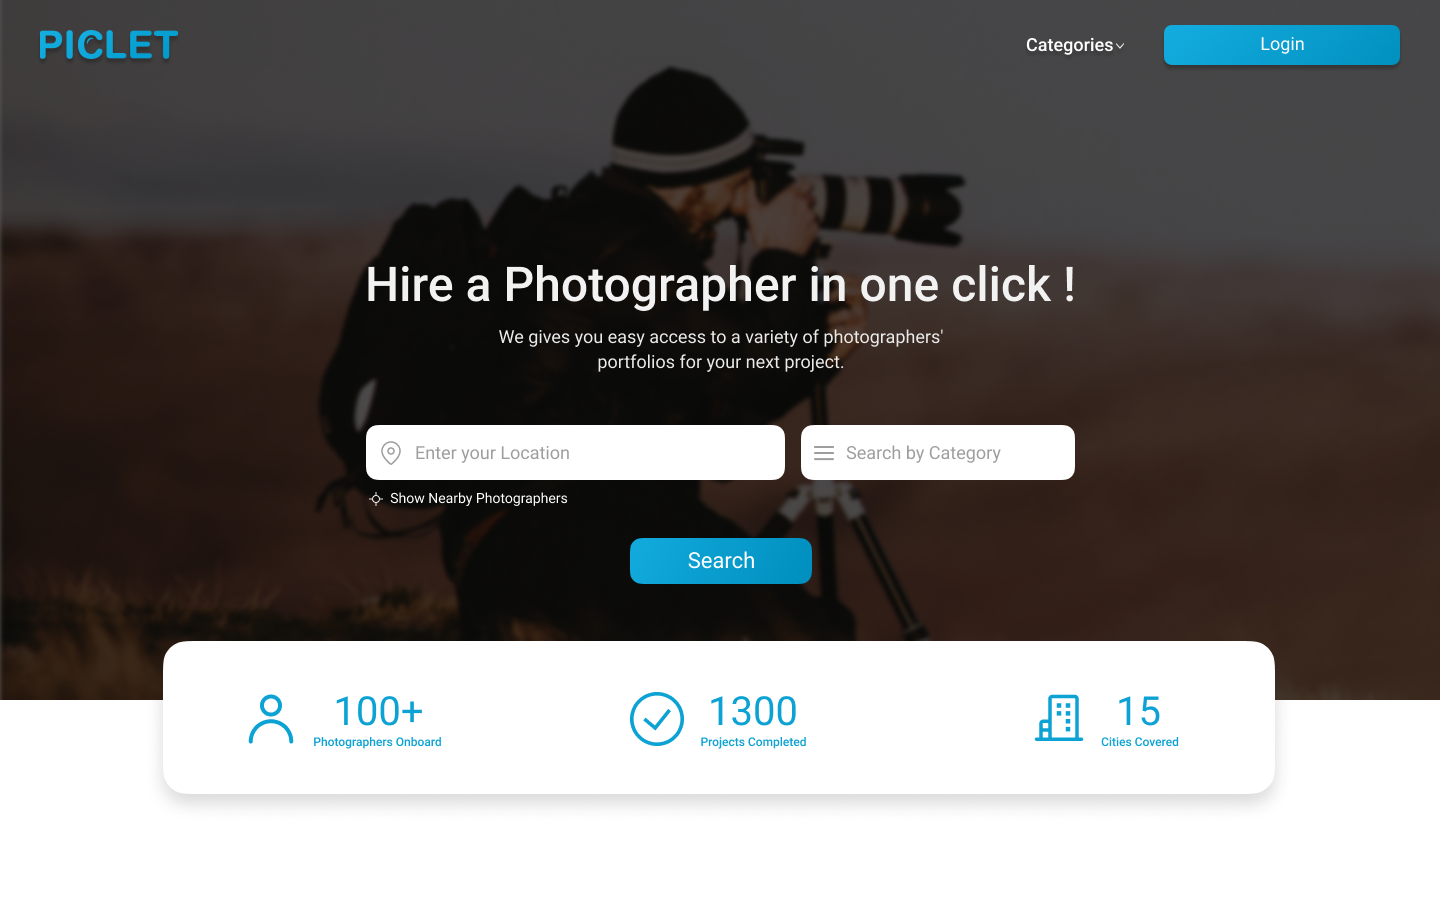 PICLET
Categories
Login
Hire a Photographer in one click !
We gives you easy access to a variety of photographers'
portfolios for your next project.
Enter your Location
Search by Category
Show Nearby Photographers
Search
100+
Photographers Onboard
1300
Projects Completed
15
Cities Covered